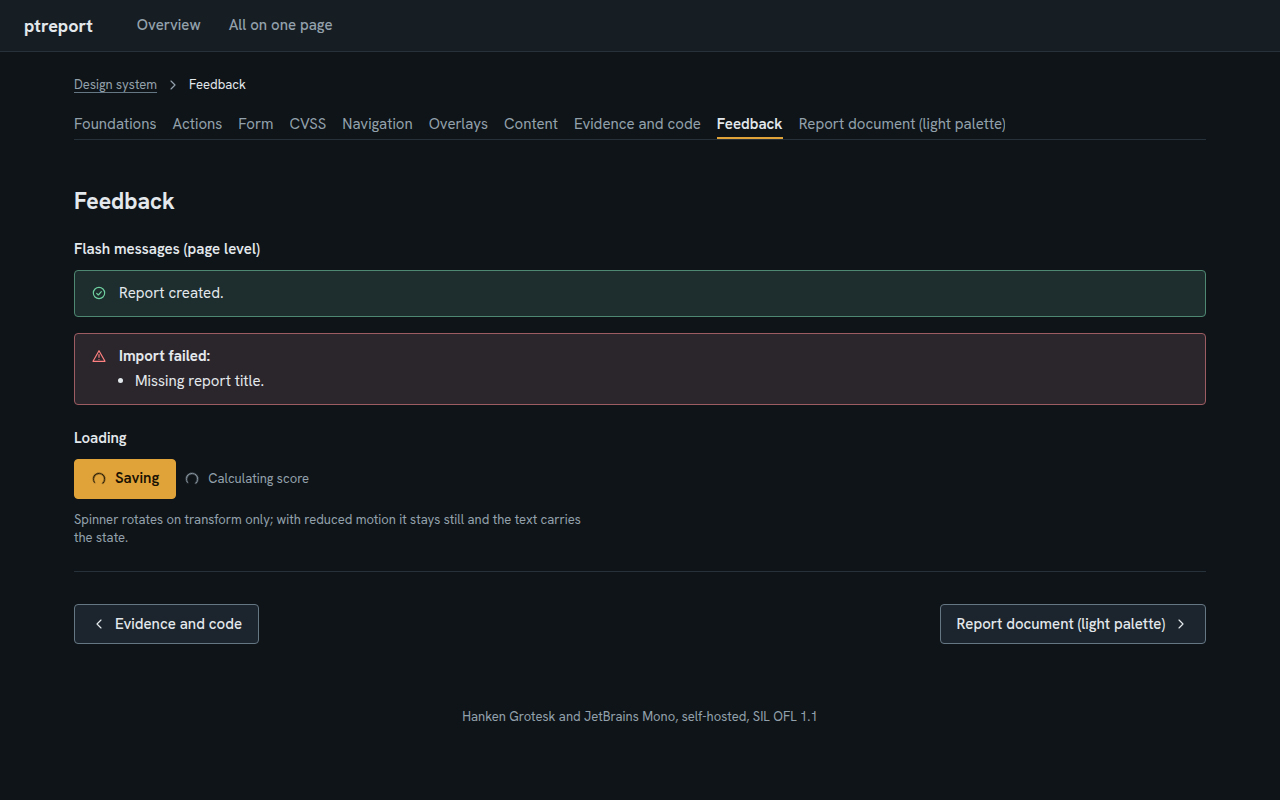 ptreport Overview All on one page
Design system Feedback
Foundations Actions Form CVSS Navigation Overlays Content Evidence and code Feedback Report document (light palette)
Feedback
Flash messages (page level)
Report created.
Import failed:
• Missing report title.
Loading
Saving Calculating score
Spinner rotates on transform only; with reduced motion it stays still and the text carries
the state.
Evidence and code Report document (light palette)
Hanken Grotesk and JetBrains Mono, self-hosted, SIL OFL 1.1